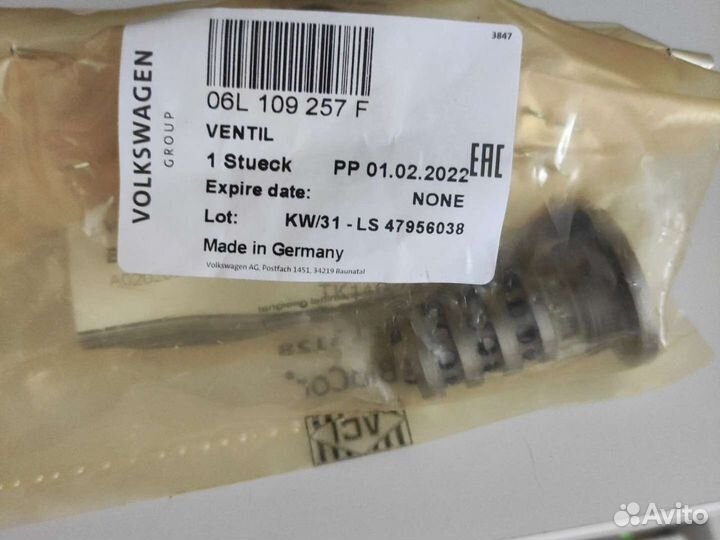 3847
VOLKSWAGEN
GROUP
06L 109 257 F
VENTIL
1 Stueck PP 01.02.2022 EAC
Expire date: NONE
Lot: KW/31 - LS 47956038
Made in Germany
Volkswagen AG, Postfach 1451, 34219 Baunatal
VCI
Avito